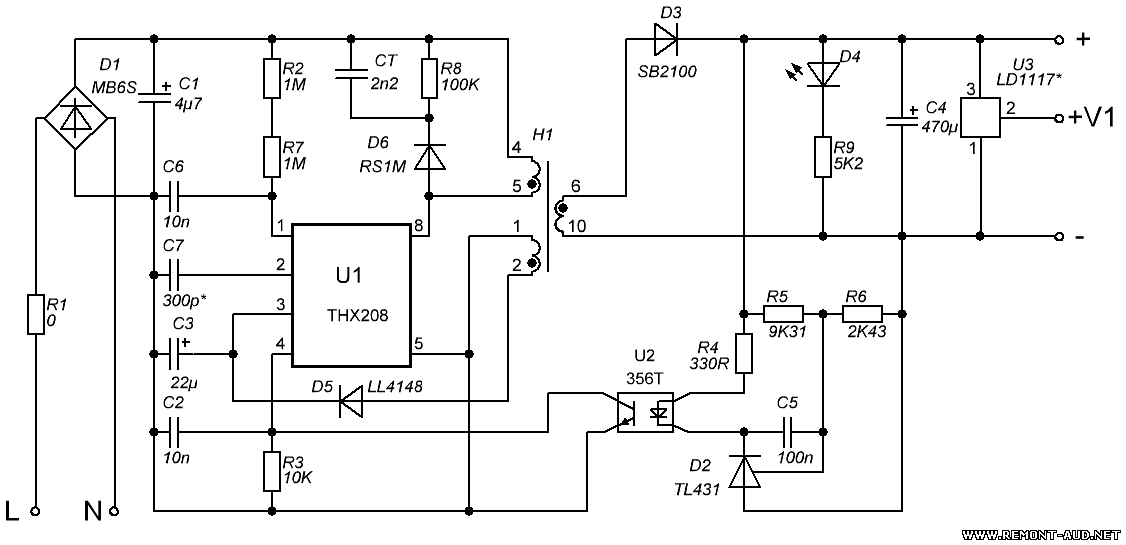 D1
MB6S
C1
4µ7
R2
1M
CT
2n2
R8
100K
D3
SB2100
D4
U3
LD1117*
+
3
2
+V1
1
C4
470µ
R9
5K2
R7
1M
D6
RS1M
H1
4
5
6
10
1
2
-
C6
10n
C7
300p*
C3
22µ
C2
10n
1
2
3
4
8
5
U1
THX208
R1
0
D5
LL4148
R3
10K
U2
356T
R4
330R
R5
9K31
R6
2K43
C5
100n
D2
TL431
L
N
WWW.REMONT-AUD.NET